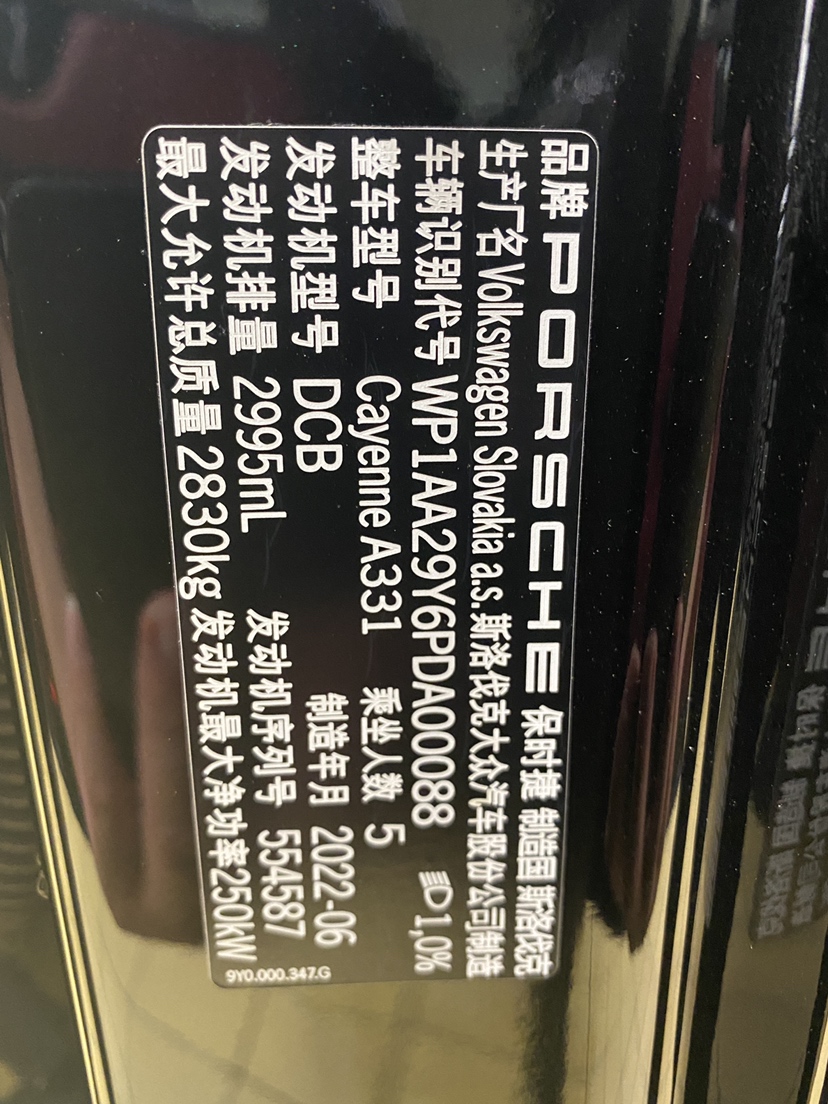 品牌 PORSCHE 保时捷 制造国 斯洛伐克
生产厂名 Volkswagen Slovakia a.s. 斯洛伐克大众汽车股份公司制造
车辆识别代号 WP1AA29Y6PDA00088 1,0%
整车型号 Cayenne A331 乘坐人数 5
发动机型号 DCB 制造年月 2022-06
发动机排量 2995mL 发动机序列号 554587
最大允许总质量 2830kg 发动机最大净功率250kW
9Y0.000.347.G